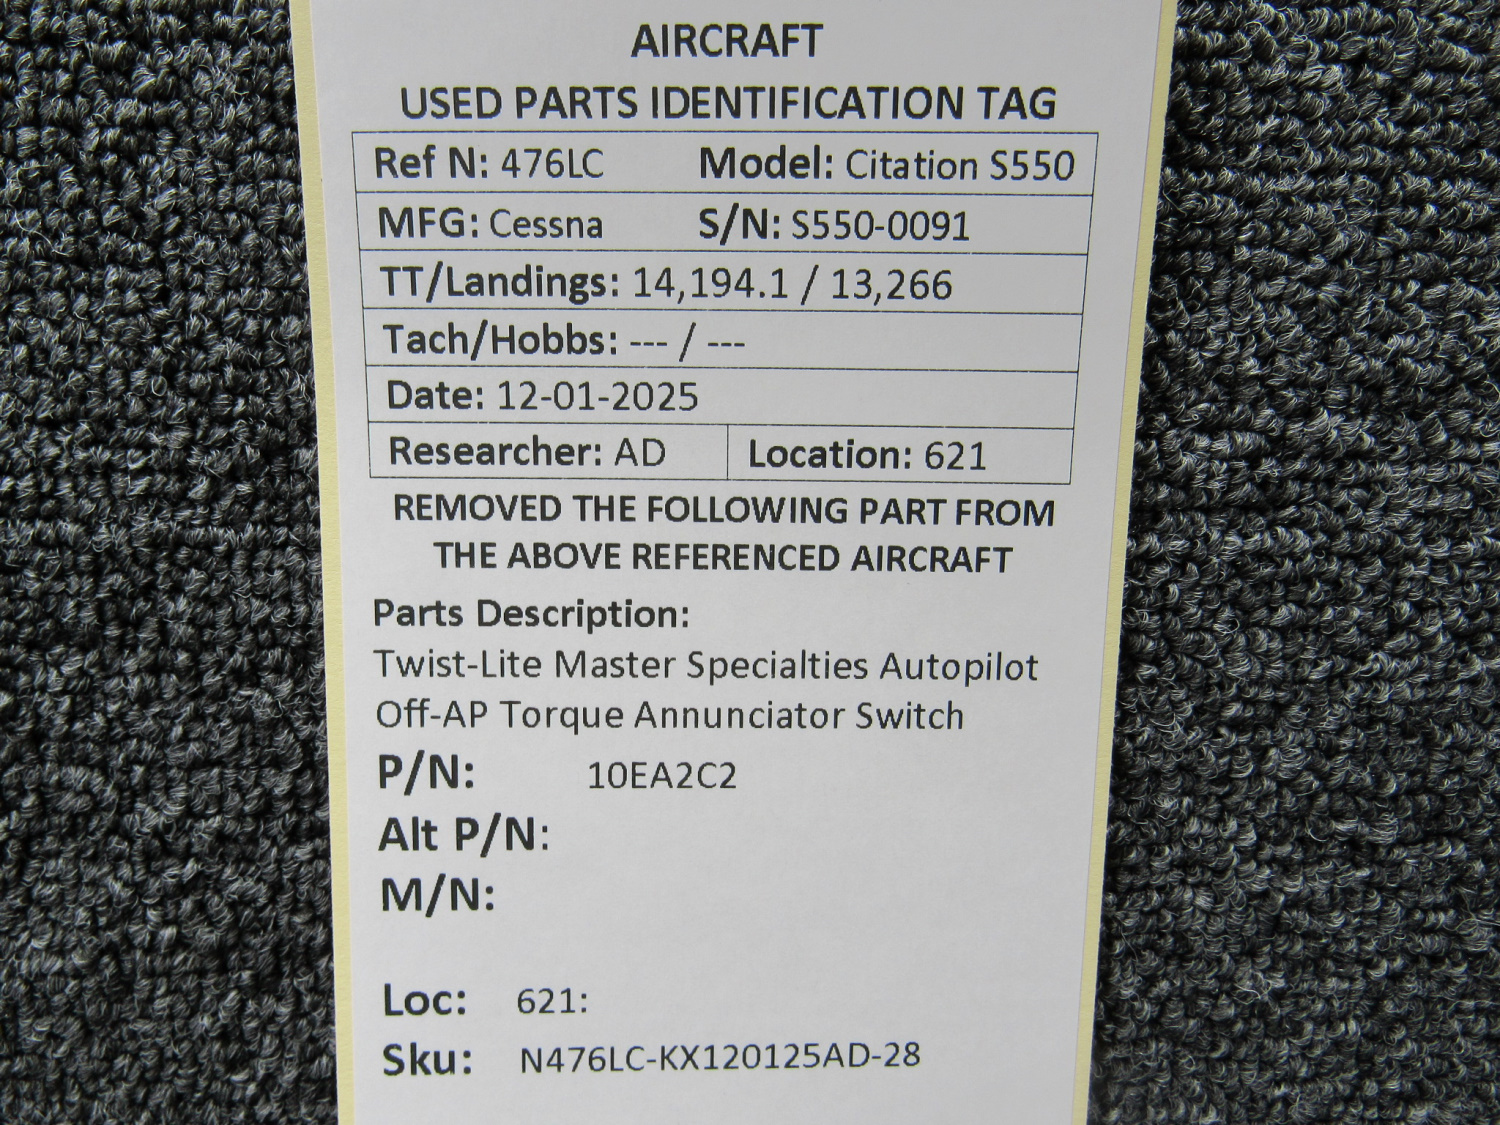 AIRCRAFT
USED PARTS IDENTIFICATION TAG
Ref N: 476LC Model: Citation S550
MFG: Cessna S/N: S550-0091
TT/Landings: 14,194.1 / 13,266
Tach/Hobbs: --- / ---
Date: 12-01-2025
Researcher: AD Location: 621
REMOVED THE FOLLOWING PART FROM
THE ABOVE REFERENCED AIRCRAFT
Parts Description:
Twist-Lite Master Specialties Autopilot
Off-AP Torque Annunciator Switch
P/N: 10EA2C2
Alt P/N:
M/N:
Loc: 621:
Sku: N476LC-KX120125AD-28